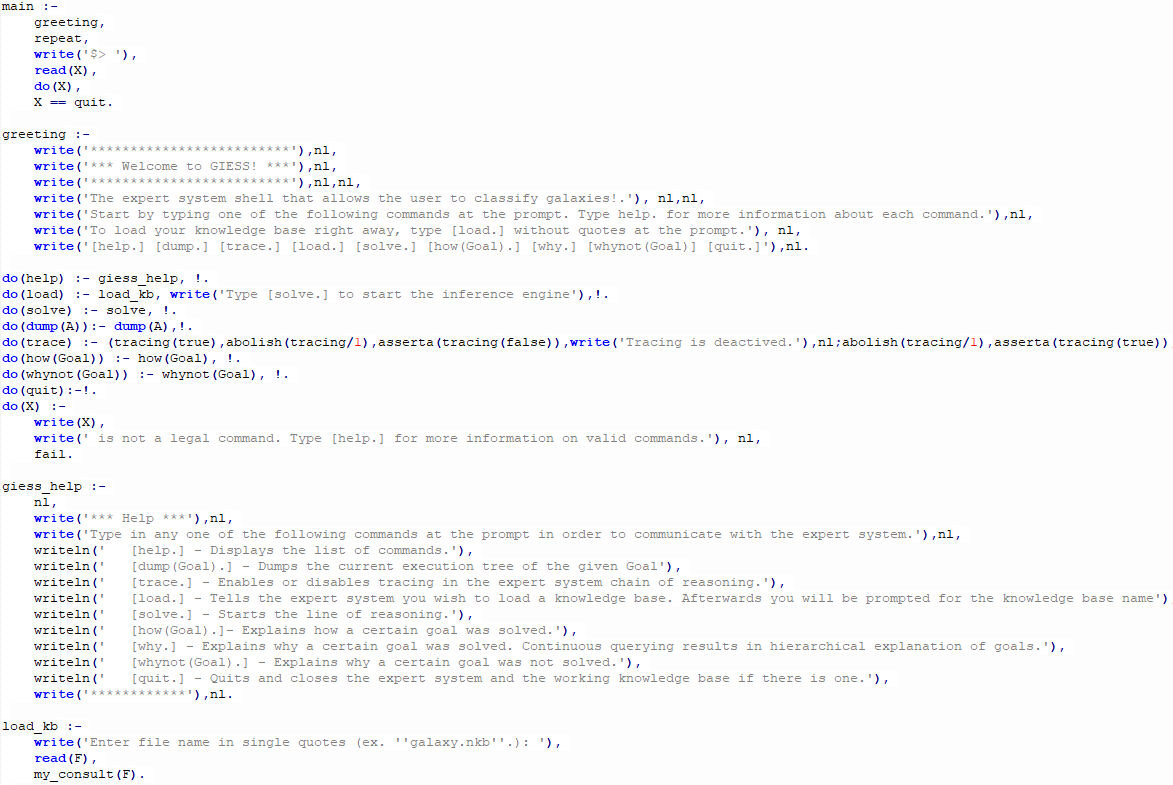 main :-
    greeting,
    repeat,
    write('$> '),
    read(X),
    do(X),
    X == quit.

greeting :-
    write('*************************'),nl,
    write('*** Welcome to GIESS! ***'),nl,
    write('*************************'),nl,nl,
    write('The expert system shell that allows the user to classify galaxies!.'), nl,nl,
    write('Start by typing one of the following commands at the prompt. Type help. for more information about each command.'),nl,
    write('To load your knowledge base right away, type [load.] without quotes at the prompt.'), nl,
    write('[help.] [dump.] [trace.] [load.] [solve.] [how(Goal).] [why.] [whynot(Goal)] [quit.]'),nl.

do(help) :- giess_help, !.
do(load) :- load_kb, write('Type [solve.] to start the inference engine'),!.
do(solve) :- solve, !.
do(dump(A)):- dump(A),!.
do(trace) :- (tracing(true),abolish(tracing/1),asserta(tracing(false)),write('Tracing is deactived.'),nl;abolish(tracing/1),asserta(tracing(true))
do(how(Goal)) :- how(Goal), !.
do(whynot(Goal)) :- whynot(Goal), !.
do(quit):-!.
do(X) :-
    write(X),
    write(' is not a legal command. Type [help.] for more information on valid commands.'), nl,
    fail.

giess_help :-
    nl,
    write('*** Help ***'),nl,
    write('Type in any one of the following commands at the prompt in order to communicate with the expert system.'),nl,
    writeln('   [help.] - Displays the list of commands.'),
    writeln('   [dump(Goal).] - Dumps the current execution tree of the given Goal'),
    writeln('   [trace.] - Enables or disables tracing in the expert system chain of reasoning.'),
    writeln('   [load.] - Tells the expert system you wish to load a knowledge base. Afterwards you will be prompted for the knowledge base name')
    writeln('   [solve.] - Starts the line of reasoning.'),
    writeln('   [how(Goal).]- Explains how a certain goal was solved.'),
    writeln('   [why.] - Explains why a certain goal was solved. Continuous querying results in hierarchical explanation of goals.'),
    writeln('   [whynot(Goal).] - Explains why a certain goal was not solved.'),
    writeln('   [quit.] - Quits and closes the expert system and the working knowledge base if there is one.'),
    write('************'),nl.

load_kb :-
    write('Enter file name in single quotes (ex. ''galaxy.nkb''.): '),
    read(F),
    my_consult(F).